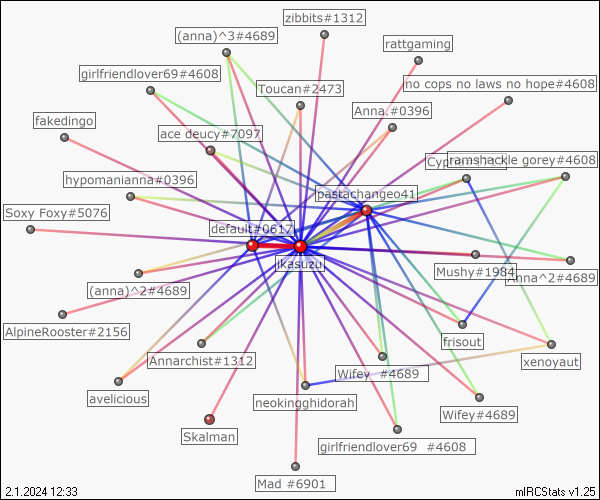 zibbits#1312
(anna)^3#4689
rattgaming
girlfriendlover69#4608
Toucan#2473
no cops no laws no hope#4608
Anna.#0396
fakedingo
ace deucy#7097
ramshackle gorey#4608
hypomanianna#0396
pastachangeo41
Soxy Foxy#5076
default#0617
ikasuzu
Mushy#1984
Anna^2#4689
(anna)^2#4689
AlpineRooster#2156
frisout
Annarchist#1312
xenoyaut
Wifey #4689
avelicious
neokingghidorah
Wifey#4689
Skalman
girlfriendlover69 #4608
Mad #6901
2.1.2024 12:33
mIRCStats v1.25